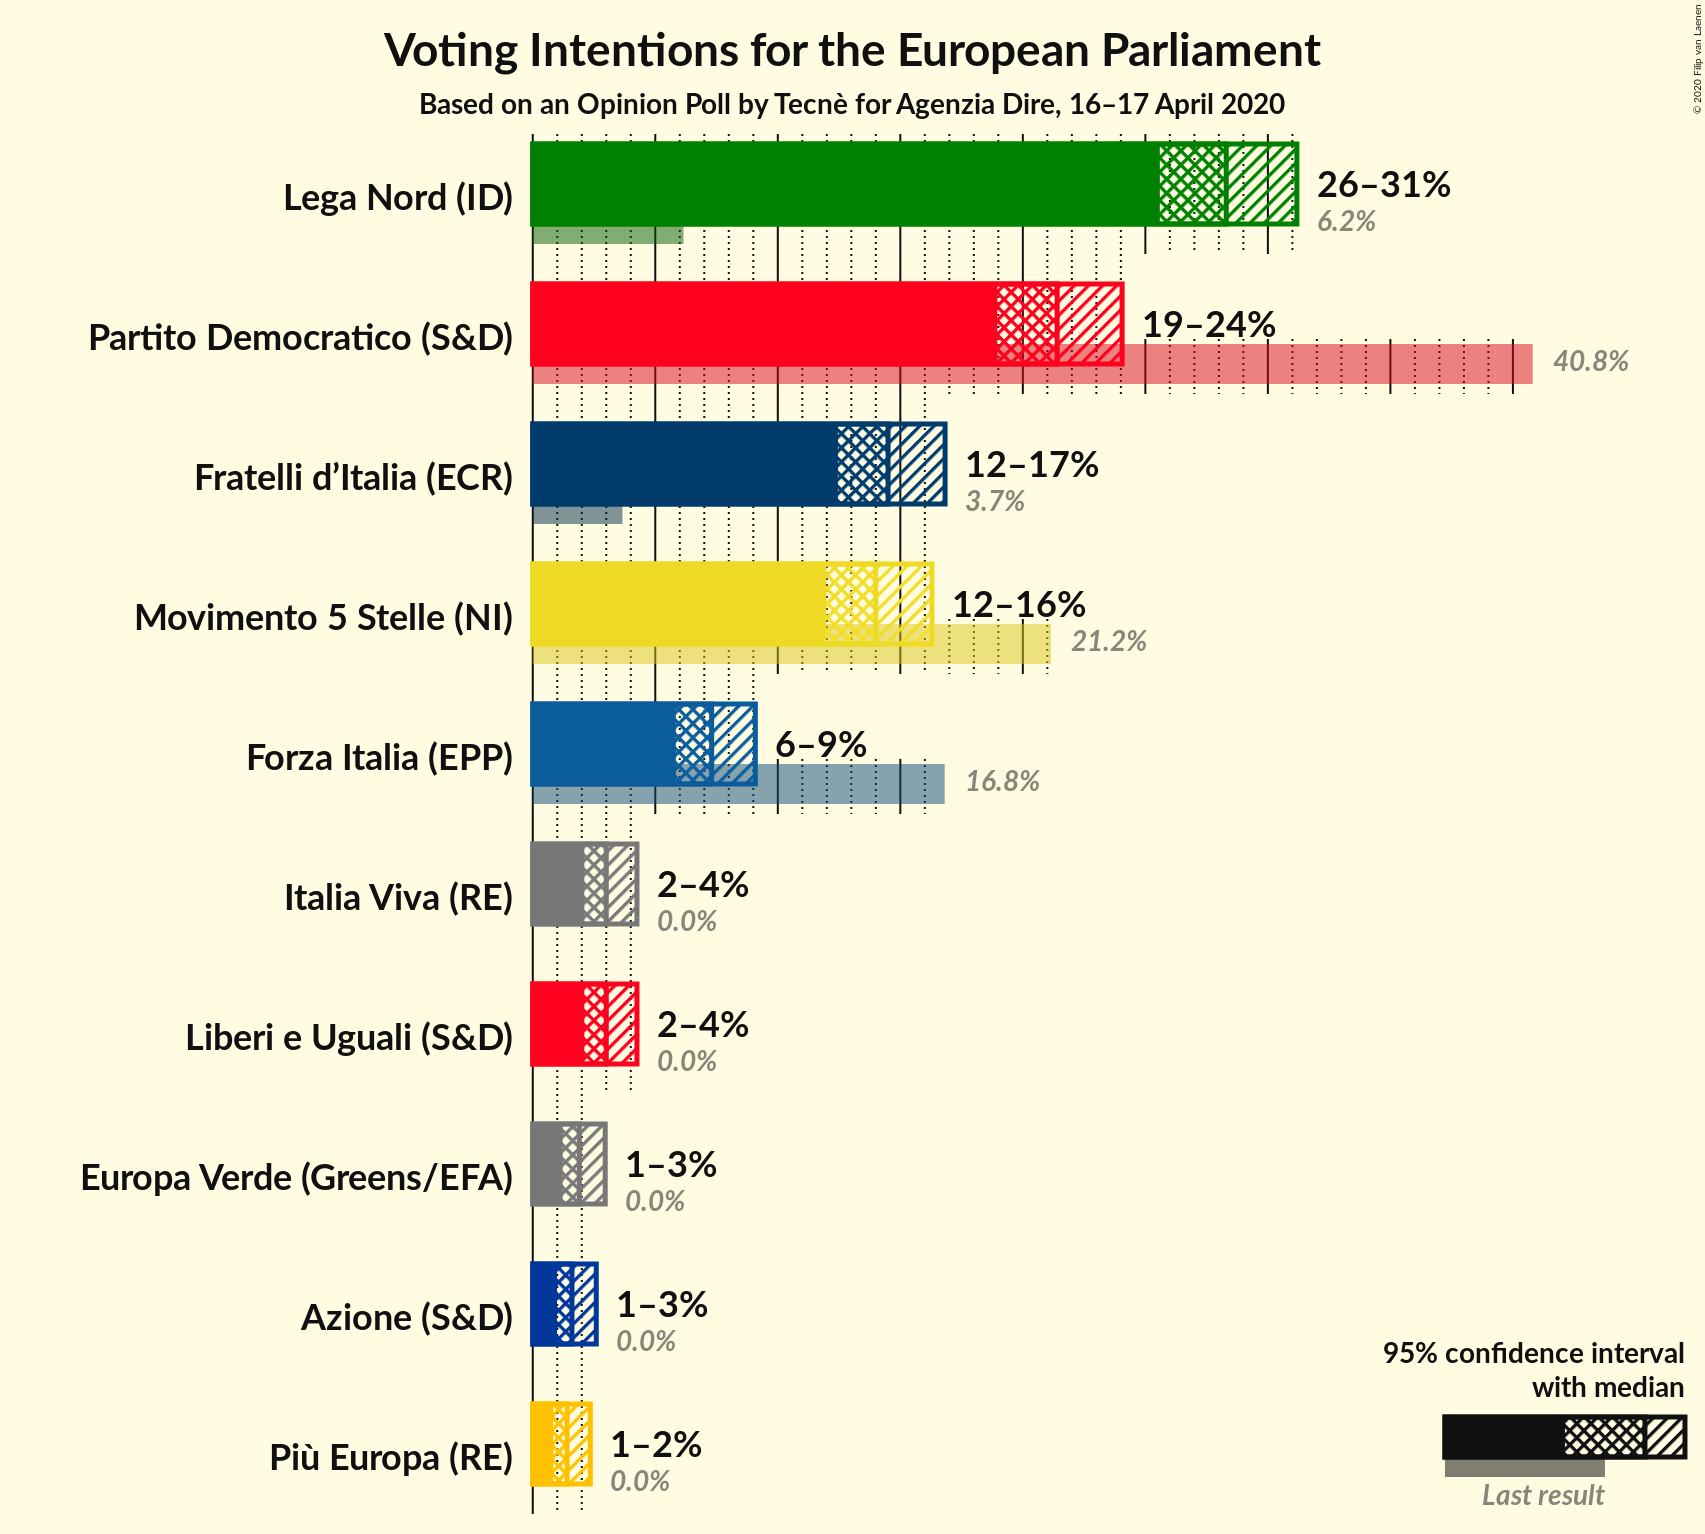 Voting Intentions for the European Parliament
Based on an Opinion Poll by Tecnè for Agenzia Dire, 16–17 April 2020
© 2020 Filip van Laenen
Lega Nord (ID)
26–31%
6.2%
Partito Democratico (S&D)
19–24%
40.8%
Fratelli d’Italia (ECR)
12–17%
3.7%
Movimento 5 Stelle (NI)
12–16%
21.2%
Forza Italia (EPP)
6–9%
16.8%
Italia Viva (RE)
2–4%
0.0%
Liberi e Uguali (S&D)
2–4%
0.0%
Europa Verde (Greens/EFA)
1–3%
0.0%
Azione (S&D)
1–3%
0.0%
Più Europa (RE)
1–2%
0.0%
95% confidence interval
with median
Last result